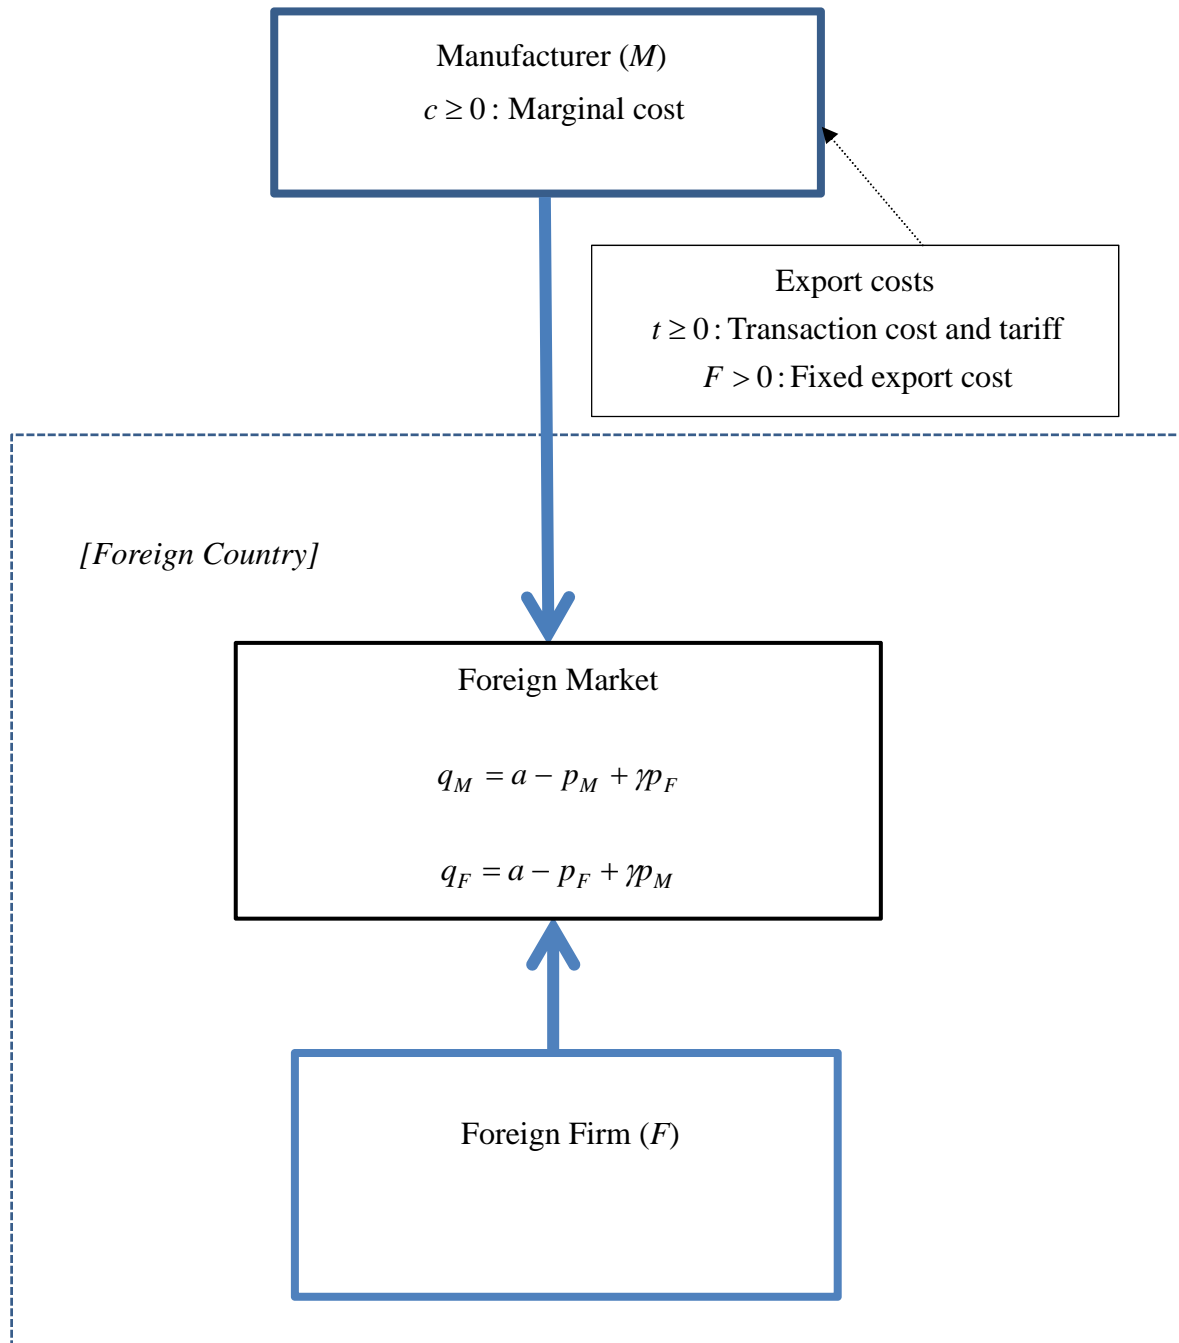 Manufacturer (M)
c ≥ 0 : Marginal cost
Export costs
t ≥ 0 : Transaction cost and tariff
F > 0 : Fixed export cost
[Foreign Country]
Foreign Market
q_M = a − p_M + γp_F
q_F = a − p_F + γp_M
Foreign Firm (F)